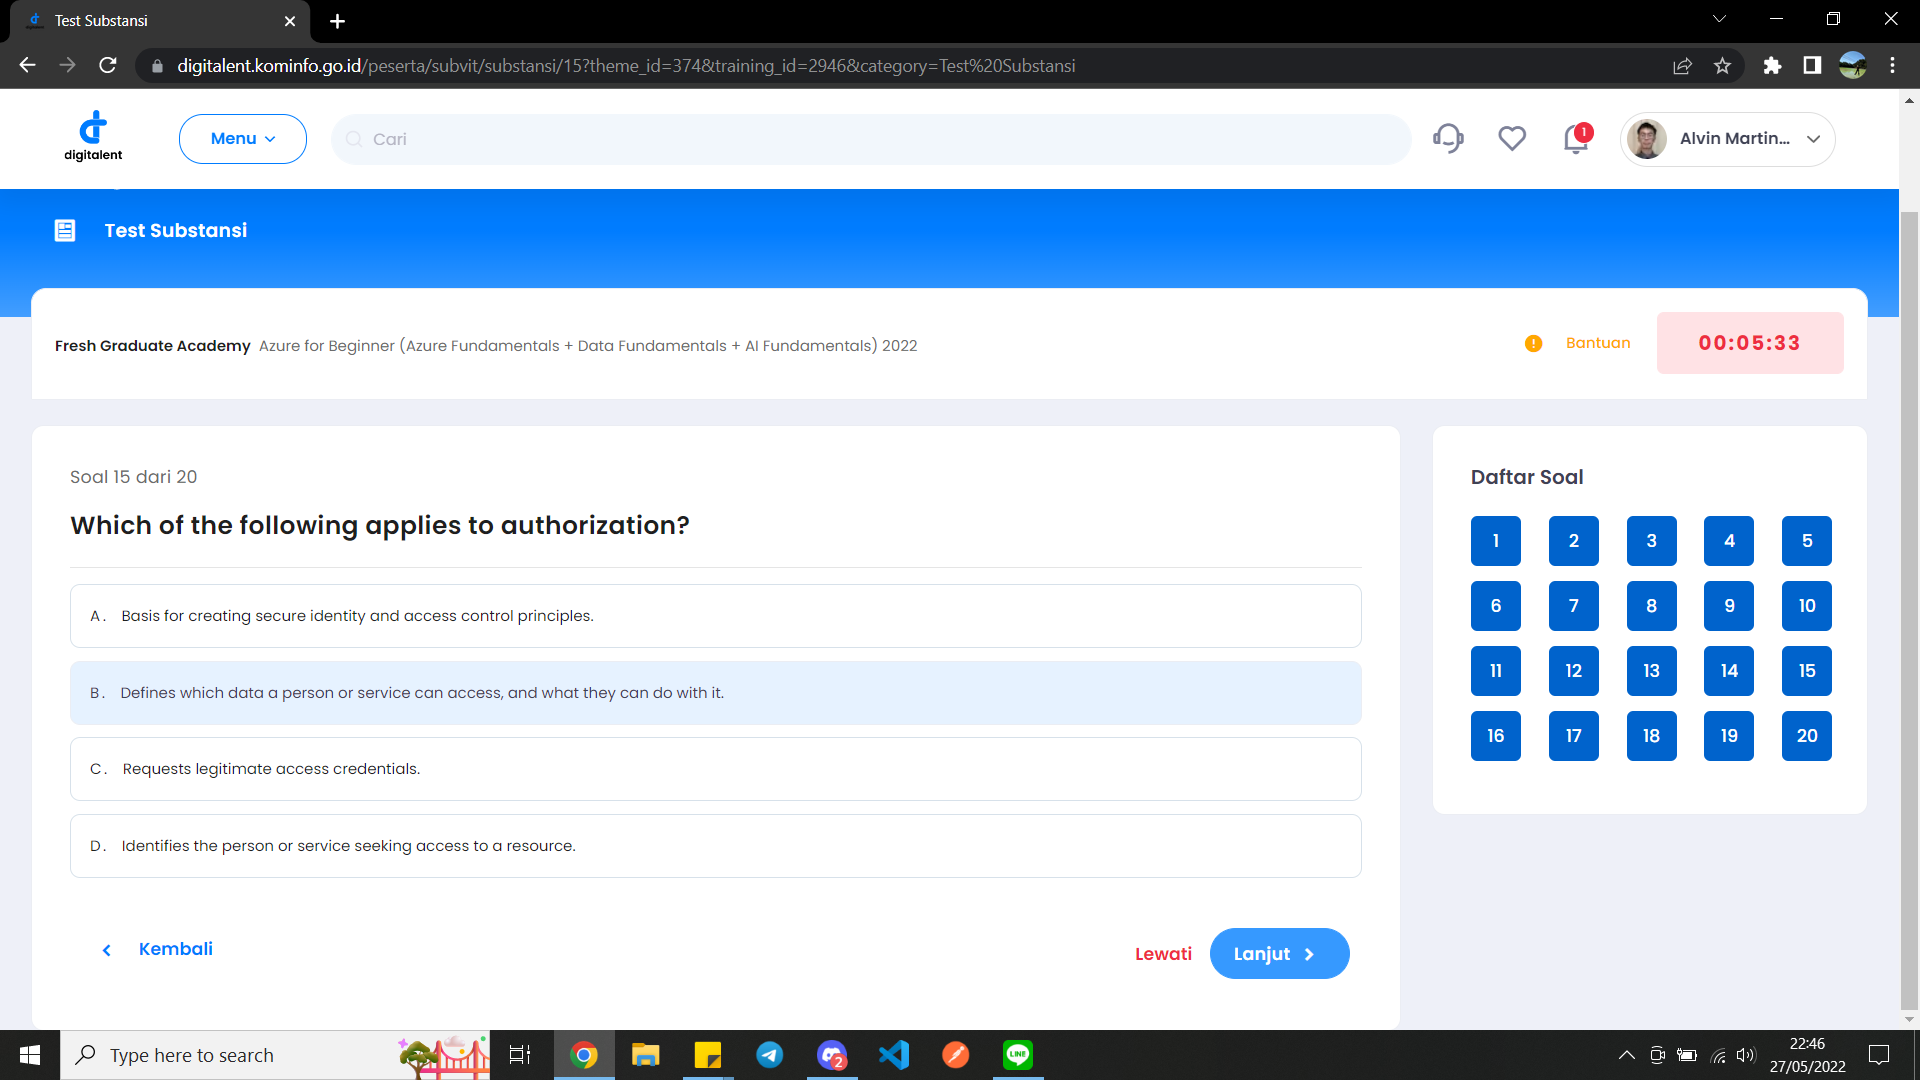 Test Substansi
digitalent.kominfo.go.id/peserta/subvit/substansi/15?theme_id=374&training_id=2946&category=Test%20Substansi
digitalent
Menu
Cari
1
Alvin Martin...
Test Substansi
Fresh Graduate Academy Azure for Beginner (Azure Fundamentals + Data Fundamentals + AI Fundamentals) 2022
! Bantuan
00:05:33
Soal 15 dari 20
Which of the following applies to authorization?
A. Basis for creating secure identity and access control principles.
B. Defines which data a person or service can access, and what they can do with it.
C. Requests legitimate access credentials.
D. Identifies the person or service seeking access to a resource.
Kembali
Lewati
Lanjut
Daftar Soal
1 2 3 4 5
6 7 8 9 10
11 12 13 14 15
16 17 18 19 20
Type here to search
2
LINE
22:46
27/05/2022